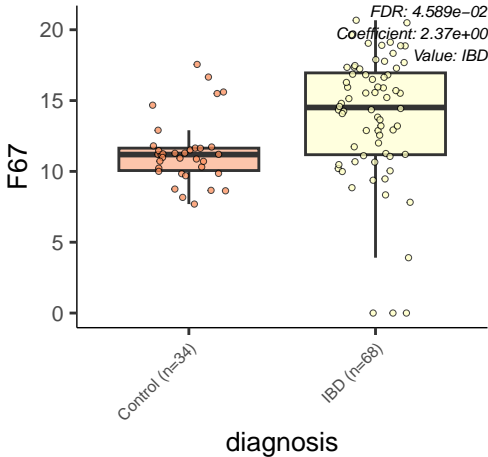 FDR: 4.589e−02
Coefficient: 2.37e+00
Value: IBD
20
15
10
5
0
F67
Control (n=34)
IBD (n=68)
diagnosis